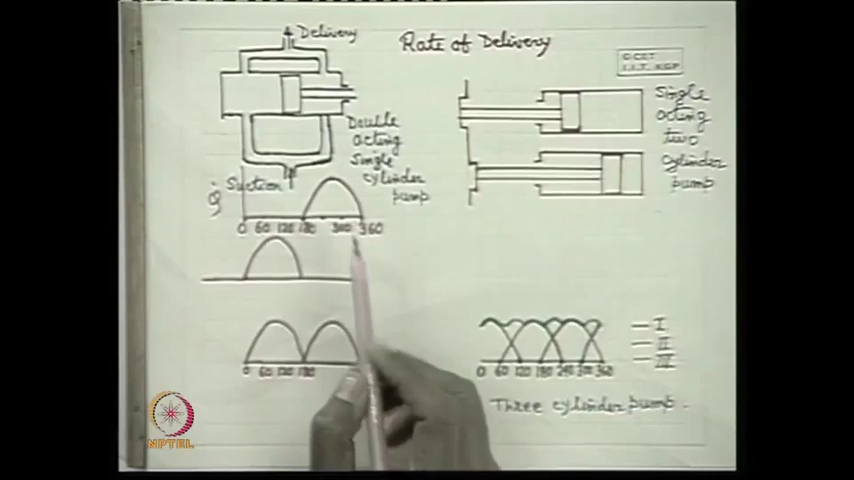 Delivery
Rate of Delivery
© CET
I.I.T. KGP
Double
acting
Single
cylinder
pump
Single
acting
two
cylinder
pump
Suction
Q̇
0 60 120 180 300 360
0 60 120 180
0 60 120 180 240 300 360
I
II
III
Three cylinder pump.
NPTEL